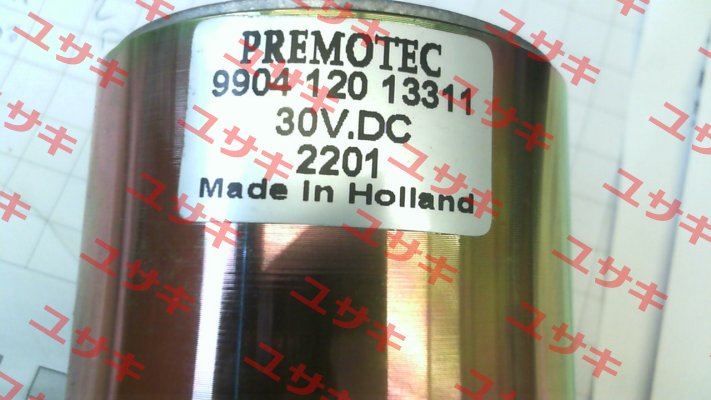 PREMOTEC
9904 120 13311
30V.DC
2201
Made in Holland
ユサキ